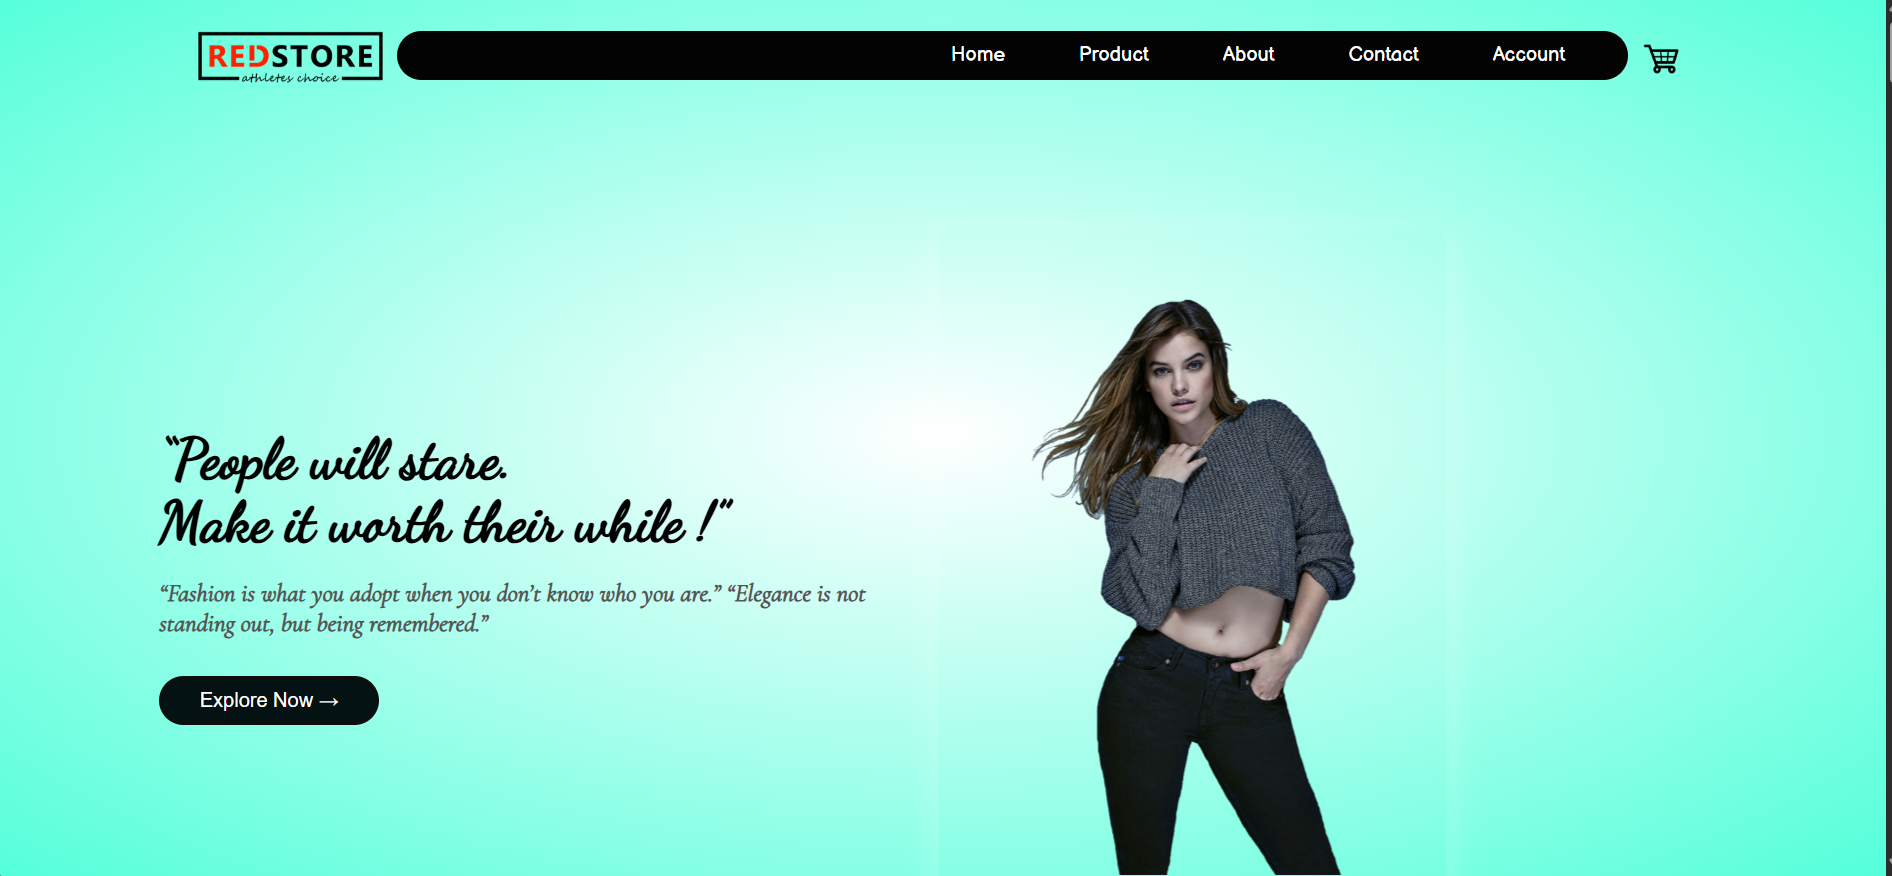 REDSTORE
athletes choice
Home Product About Contact Account
“People will stare.
Make it worth their while !”
“Fashion is what you adopt when you don’t know who you are.” “Elegance is not
standing out, but being remembered.”
Explore Now →